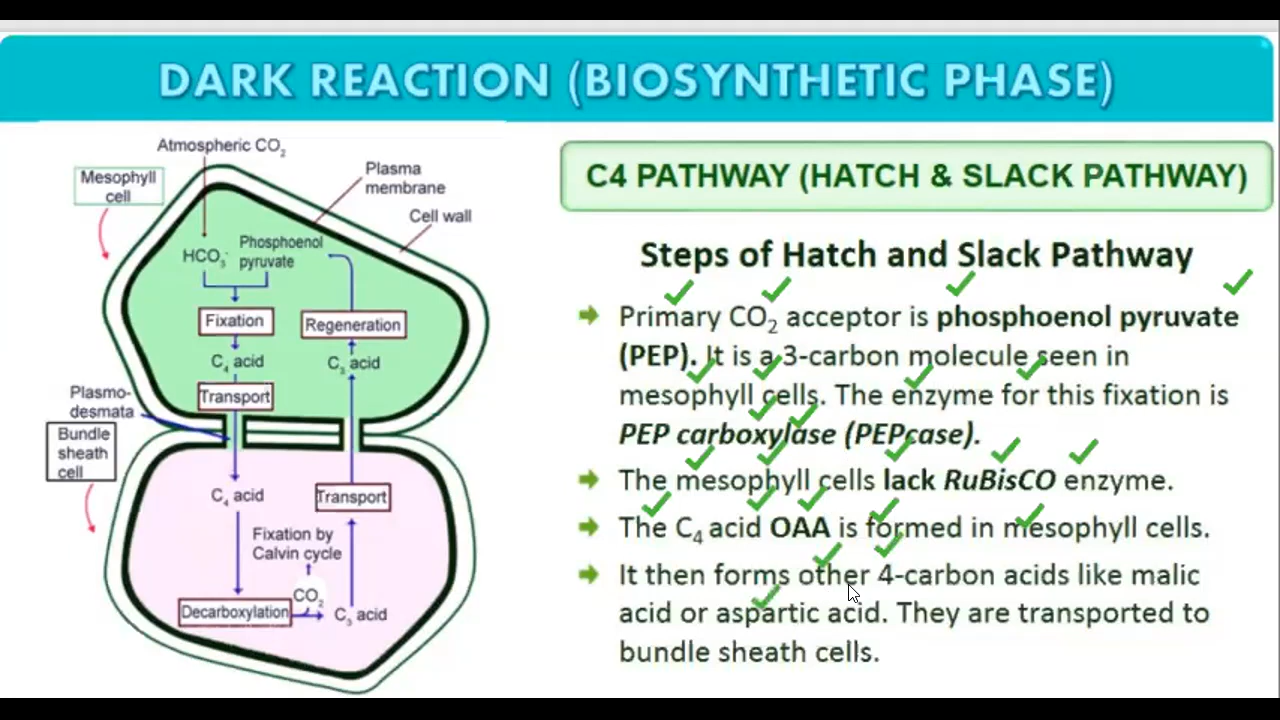 DARK REACTION (BIOSYNTHETIC PHASE)
Atmospheric CO₂
Mesophyll
cell
Plasma
membrane
Cell wall
HCO₃⁻
Phosphoenol
pyruvate
Fixation
Regeneration
C₄ acid
C₃ acid
Transport
Plasmo-
desmata
Bundle
sheath
cell
C₄ acid
Transport
Fixation by
Calvin cycle
CO₂
Decarboxylation
C₃ acid
C4 PATHWAY (HATCH & SLACK PATHWAY)
Steps of Hatch and Slack Pathway
Primary CO₂ acceptor is phosphoenol pyruvate
(PEP). It is a 3-carbon molecule seen in
mesophyll cells. The enzyme for this fixation is
PEP carboxylase (PEPcase).
The mesophyll cells lack RuBisCO enzyme.
The C₄ acid OAA is formed in mesophyll cells.
It then forms other 4-carbon acids like malic
acid or aspartic acid. They are transported to
bundle sheath cells.